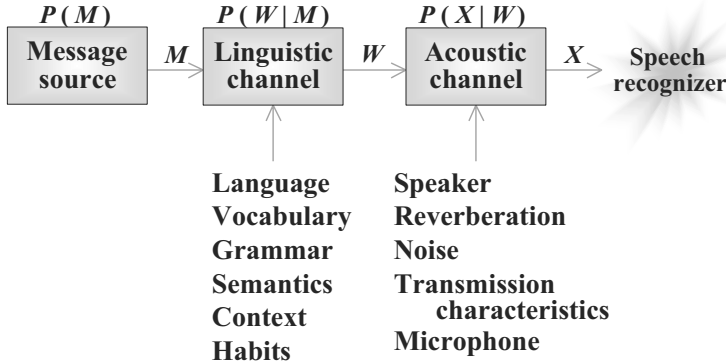 P(M)
P(W|M)
P(X|W)
Message
source
M
Linguistic
channel
W
Acoustic
channel
X
Speech
recognizer
Language
Vocabulary
Grammar
Semantics
Context
Habits
Speaker
Reverberation
Noise
Transmission
characteristics
Microphone